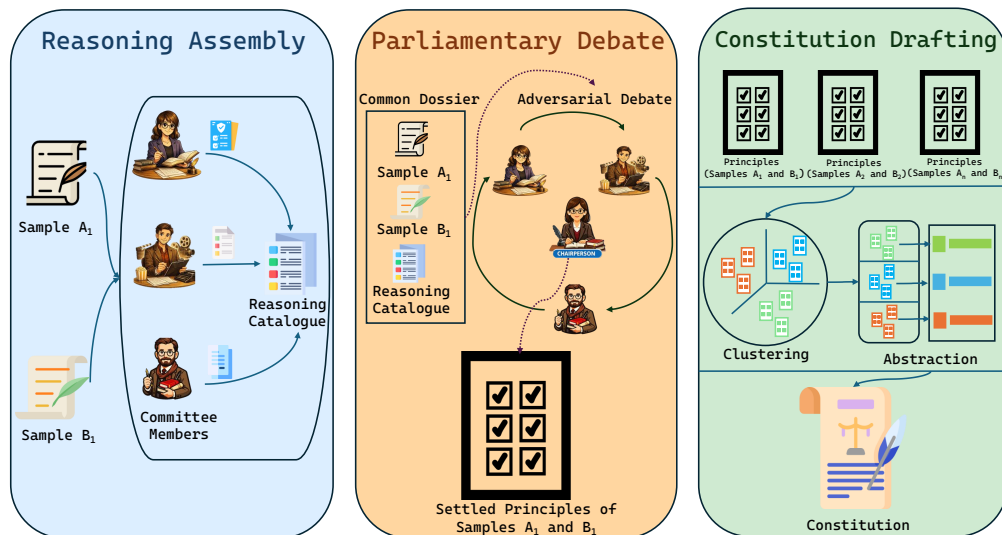 Reasoning Assembly
Sample A₁
Sample B₁
Committee
Members
Reasoning
Catalogue
Parliamentary Debate
Common Dossier
Sample A₁
Sample B₁
Reasoning
Catalogue
Adversarial Debate
CHAIRPERSON
Settled Principles of
Samples A₁ and B₁
Constitution Drafting
Principles
(Samples A₁ and B₁)
Principles
(Samples A₂ and B₂)
Principles
(Samples Aₙ and Bₙ)
Clustering
Abstraction
Constitution